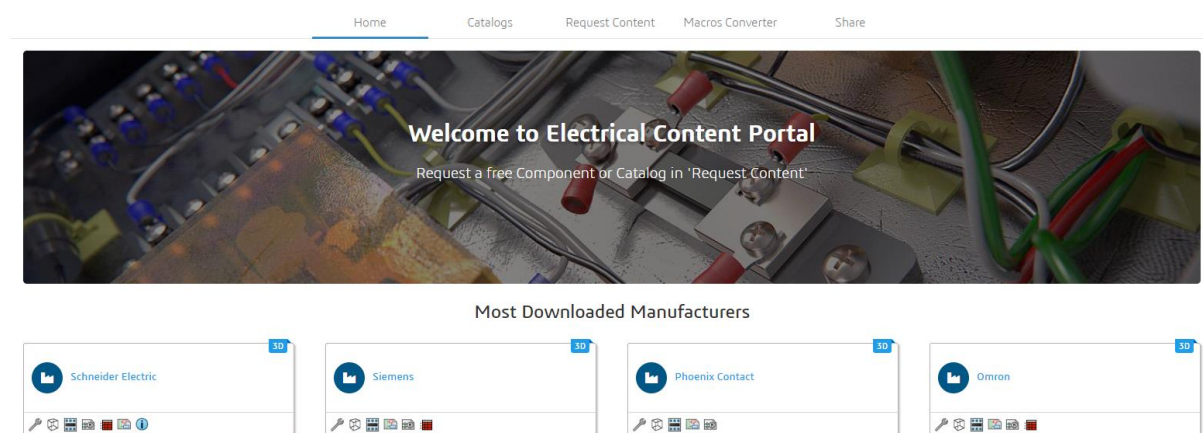 Home
Catalogs
Request Content
Macros Converter
Share
Welcome to Electrical Content Portal
Request a free Component or Catalog in 'Request Content'
Most Downloaded Manufacturers
3D
Schneider Electric
3D
Siemens
3D
Phoenix Contact
3D
Omron